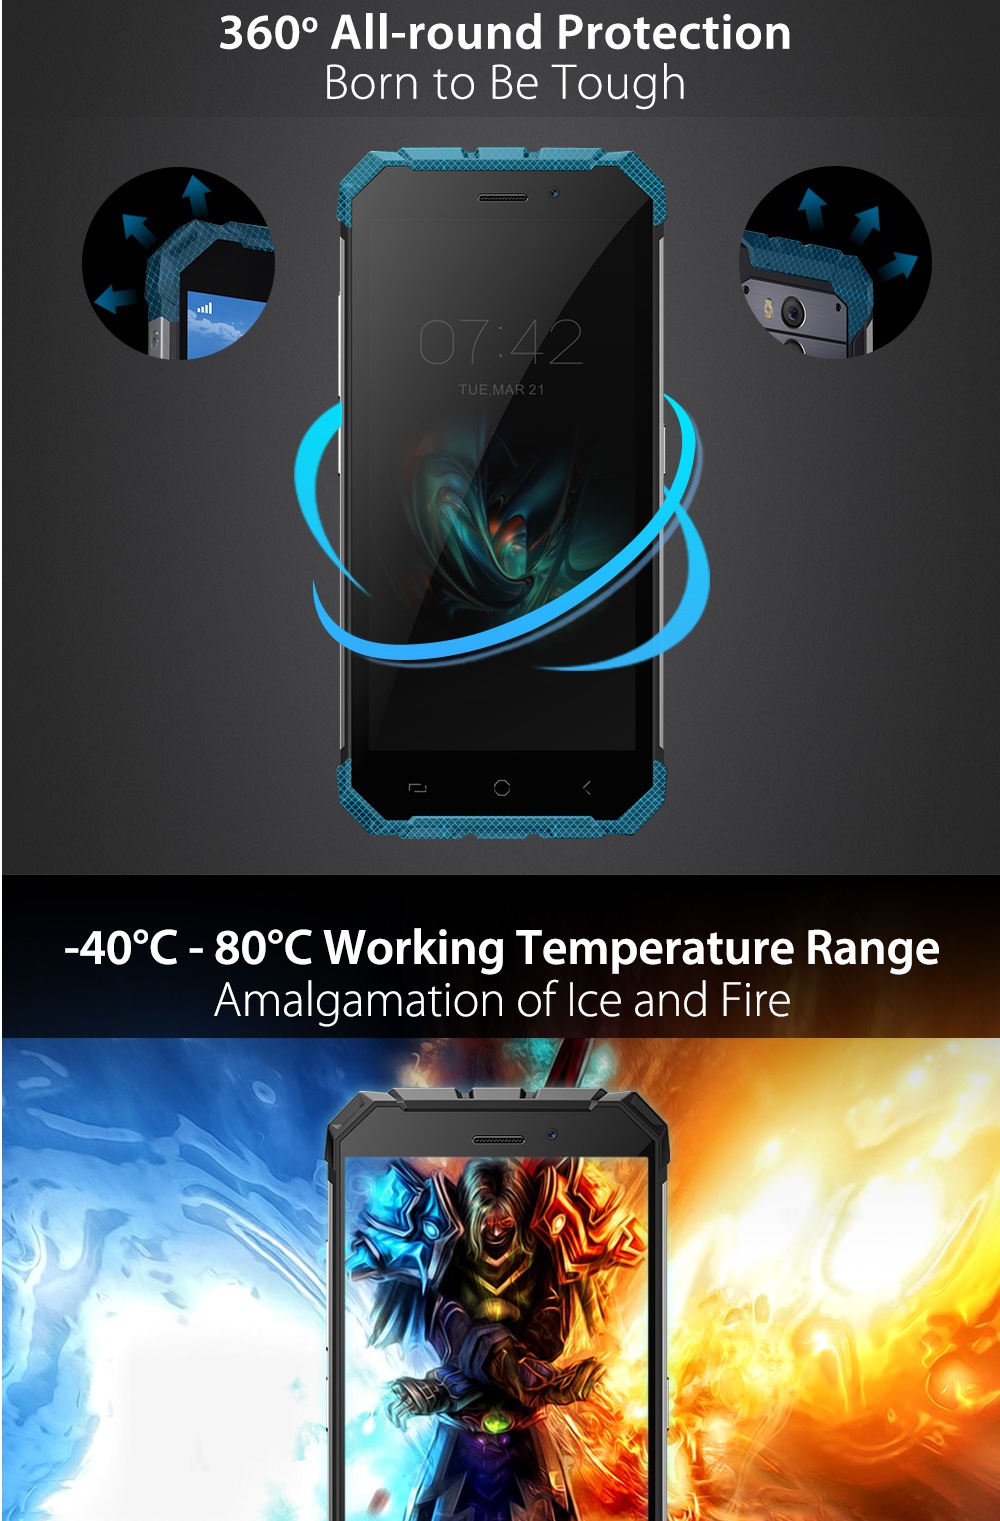 360° All-round Protection
Born to Be Tough
07:42
TUE,MAR 21
-40°C - 80°C Working Temperature Range
Amalgamation of Ice and Fire